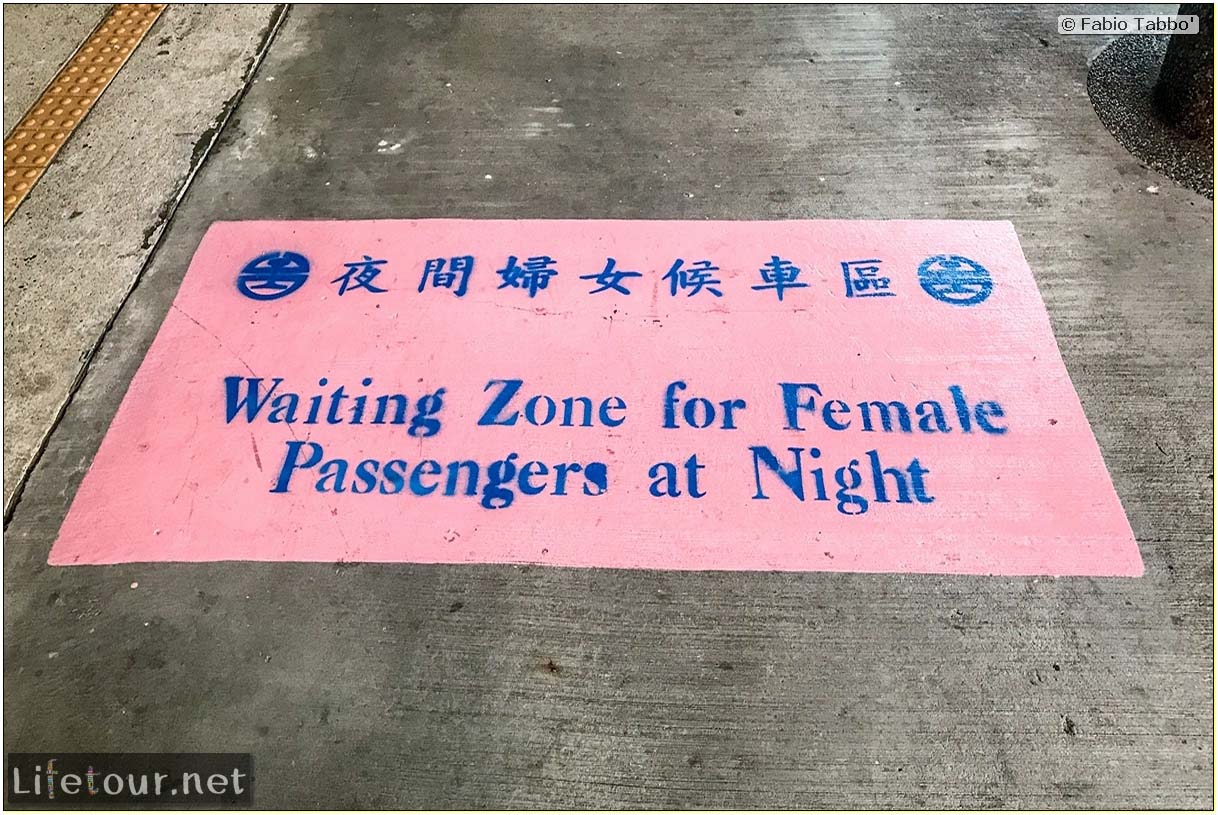 © Fabio Tabbo'
夜間婦女候車區
Waiting Zone for Female
Passengers at Night
Lifetour.net